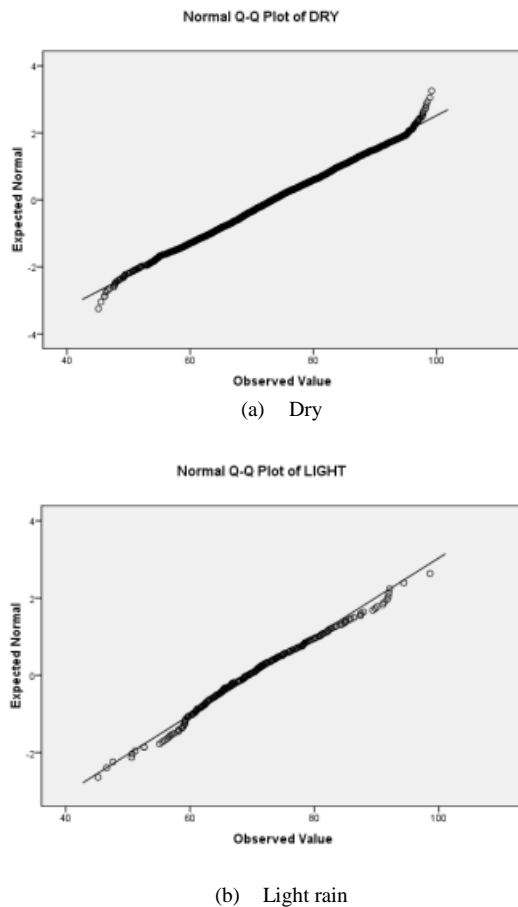 Normal Q-Q Plot of DRY
Expected Normal
4
2
0
-2
-4
40 60 80 100
Observed Value
(a) Dry
Normal Q-Q Plot of LIGHT
Expected Normal
4
2
0
-2
40 60 80 100
Observed Value
(b) Light rain